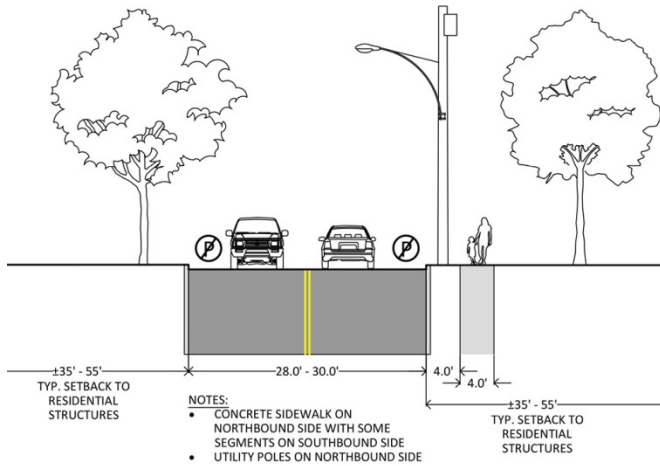 P
P
±35' - 55'
TYP. SETBACK TO
RESIDENTIAL
STRUCTURES
28.0' - 30.0'
4.0'
4.0'
±35' - 55'
TYP. SETBACK TO
RESIDENTIAL
STRUCTURES
NOTES:
• CONCRETE SIDEWALK ON
NORTHBOUND SIDE WITH SOME
SEGMENTS ON SOUTHBOUND SIDE
• UTILITY POLES ON NORTHBOUND SIDE